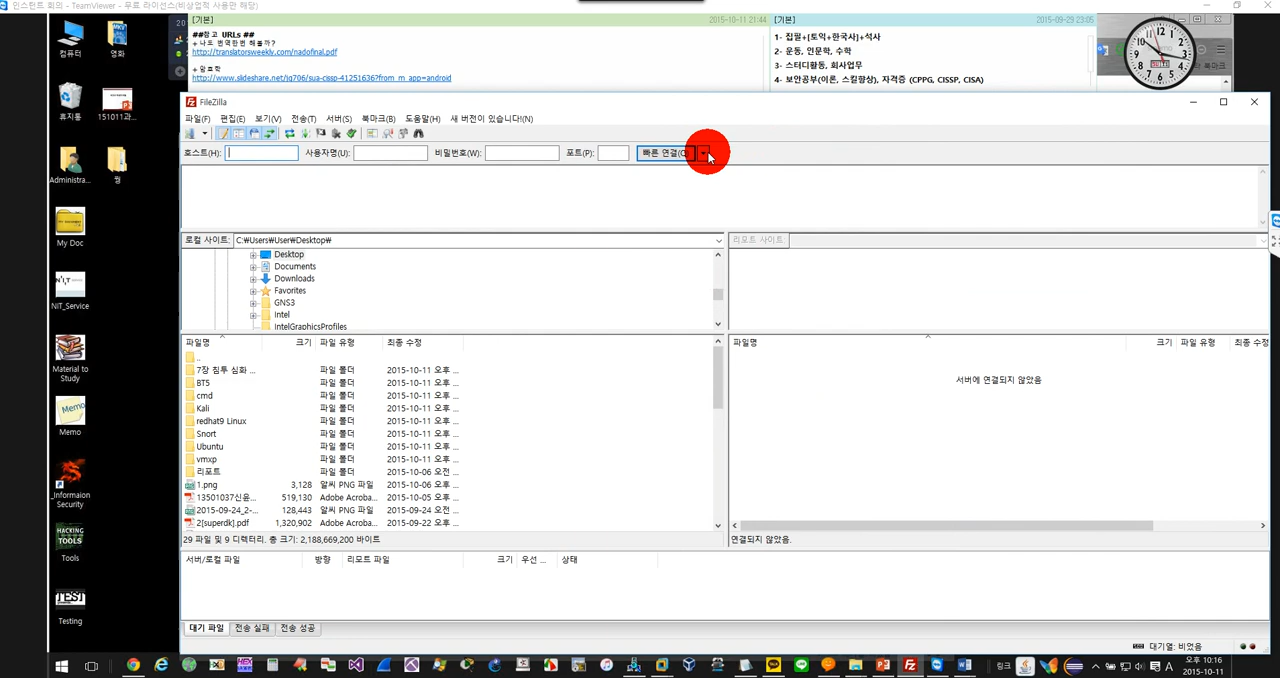 인스턴트 회의 - TeamViewer - 무료 라이선스(비상업적 사용만 해당)
[기본]
2015-10-11 21:44
[기본]
2015-09-29 23:05
##참고 URLs ##
+ 나도 번역한번 해볼까?
http://translatorsweekly.com/nadofinal.pdf
+ 암호학
http://www.slideshare.net/jq706/sua-cissp-41251636?from_m_app=android
1- 집필+[토익+한국사]+석사
2- 운동, 인문학, 수학
3- 스터디활동, 회사업무
4- 보안공부(이론, 스킬향상), 자격증 (CPPG, CISSP, CISA)
컴퓨터
영화
휴지통
151011과...
Administra...
웜
My Doc
NIT_Service
Material to Study
Memo
_Informaion Security
HACKING TOOLS
Tools
TEST
Testing
FileZilla
파일(F) 편집(E) 보기(V) 전송(T) 서버(S) 북마크(B) 도움말(H) 새 버전이 있습니다!(N)
호스트(H): 사용자명(U): 비밀번호(W): 포트(P): 빠른 연결(Q)
로컬 사이트: C:₩Users₩User₩Desktop₩
리모트 사이트:
Desktop
Documents
Downloads
Favorites
GNS3
Intel
IntelGraphicsProfiles
파일명 크기 파일 유형 최종 수정
..
7장 침투 심화 ... 파일 폴더 2015-10-11 오후 ...
BT5 파일 폴더 2015-10-11 오후 ...
cmd 파일 폴더 2015-10-11 오후 ...
Kali 파일 폴더 2015-10-11 오후 ...
redhat9 Linux 파일 폴더 2015-10-11 오후 ...
Snort 파일 폴더 2015-10-11 오후 ...
Ubuntu 파일 폴더 2015-10-11 오후 ...
vmxp 파일 폴더 2015-10-11 오후 ...
리포트 파일 폴더 2015-10-06 오전 ...
1.png 3,128 알씨 PNG 파일 2015-10-06 오후 ...
13501037신윤... 519,130 Adobe Acroba... 2015-10-05 오후 ...
2015-09-24_2-... 128,443 알씨 PNG 파일 2015-09-24 오후 ...
2[superdk].pdf 1,320,902 Adobe Acroba... 2015-09-22 오후 ...
29 파일 및 9 디렉터리. 총 크기: 2,188,669,200 바이트
파일명 크기 파일 유형 최종 수정
서버에 연결되지 않았음
연결되지 않았음.
서버/로컬 파일 방향 리모트 파일 크기 우선 ... 상태
대기 파일 전송 실패 전송 성공
대기열: 비었음
링크
A
오후 10:16
2015-10-11